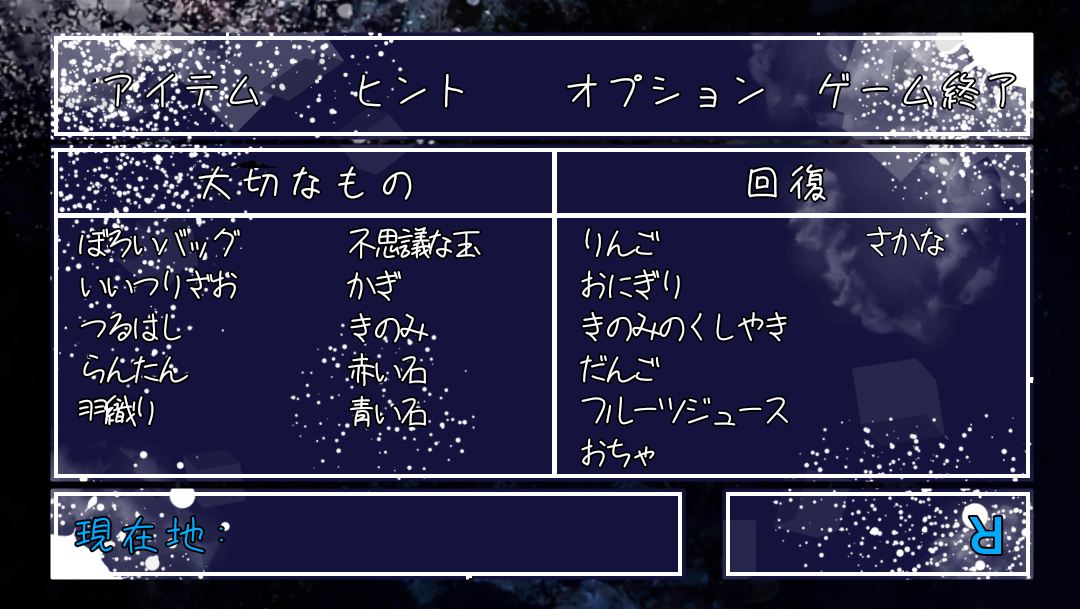 アイテム ヒント オプション ゲーム終了
大切なもの 回復
ぼろいバッグ 不思議な玉 りんご さかな
いいつりざお かぎ おにぎり
つるはし きのみ きのみのくしやき
らんたん 赤い石 だんご
羽織り 青い石 フルーツジュース
おちゃ
現在地: R